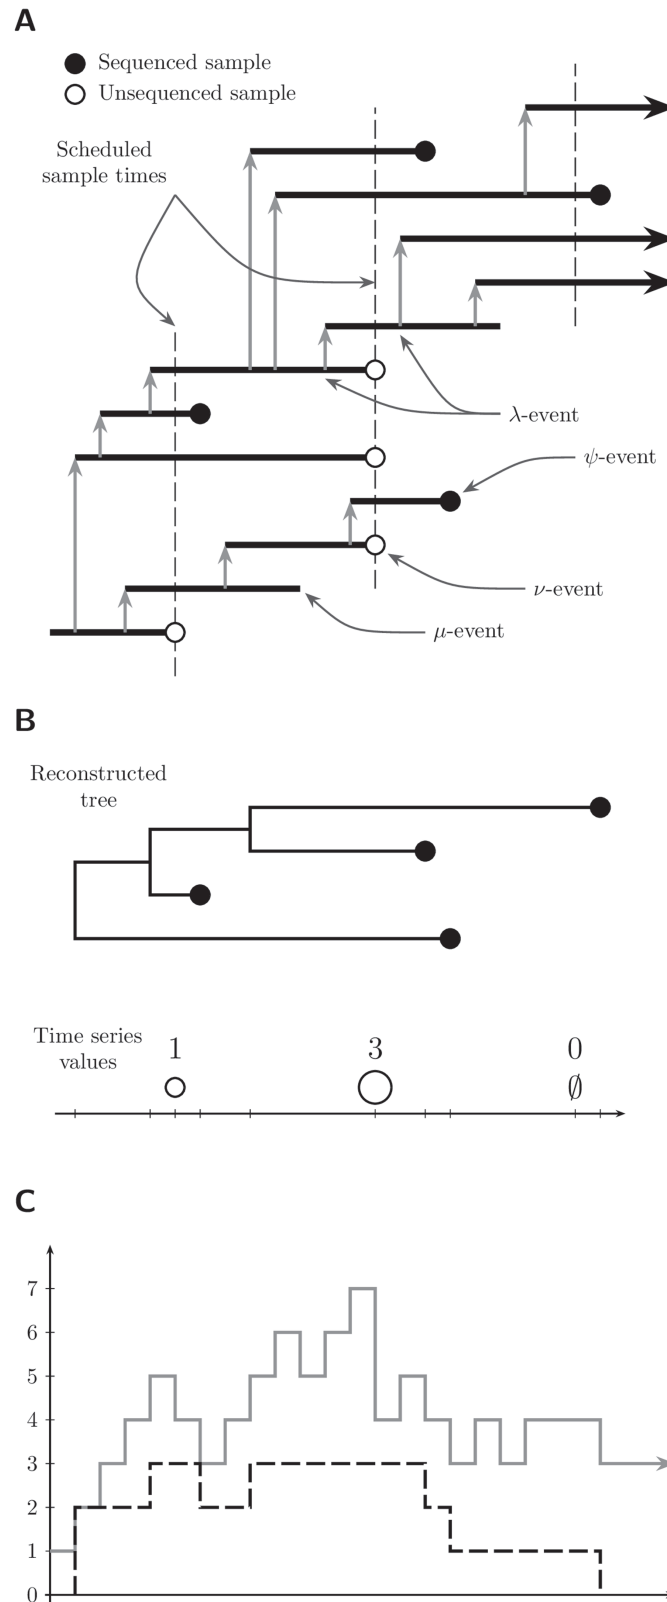 A
Sequenced sample
Unsequenced sample
Scheduled
sample times
λ-event
ψ-event
ν-event
μ-event
B
Reconstructed
tree
Time series
values
1
3
0
∅
C
7
6
5
4
3
2
1
0